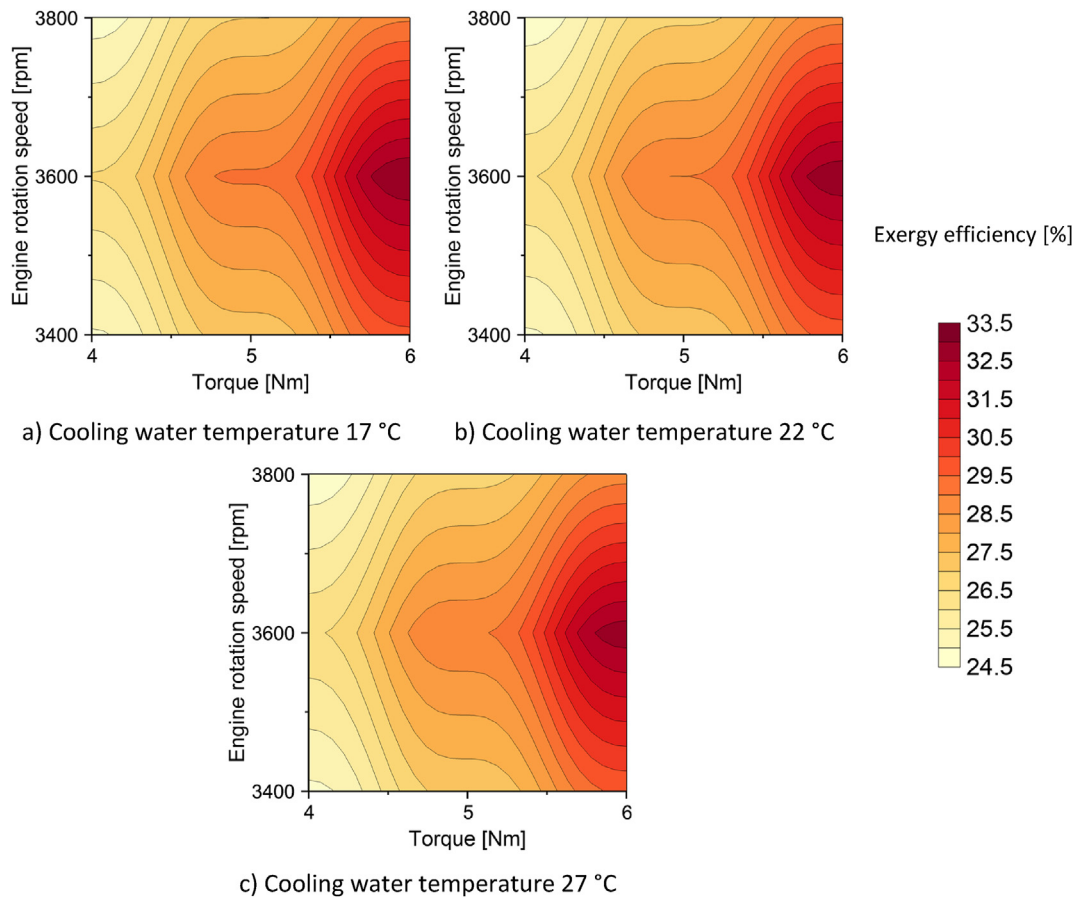 3800
3600
3400
Engine rotation speed [rpm]
4
5
6
Torque [Nm]
a) Cooling water temperature 17 °C
3800
3600
3400
Engine rotation speed [rpm]
4
5
6
Torque [Nm]
b) Cooling water temperature 22 °C
Exergy efficiency [%]
33.5
32.5
31.5
30.5
29.5
28.5
27.5
26.5
25.5
24.5
3800
3600
3400
Engine rotation speed [rpm]
4
5
6
Torque [Nm]
c) Cooling water temperature 27 °C